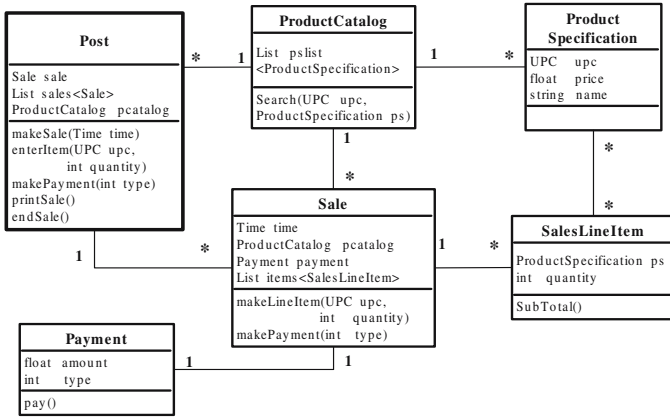 Post
Sale sale
List sales<Sale>
ProductCatalog pcatalog
makeSale(Time time)
enterItem(UPC upc,
int quantity)
makePayment(int type)
printSale()
endSale()
*
1
ProductCatalog
List pslist
<ProductSpecification>
Search(UPC upc,
ProductSpecification ps)
1
*
Product
Specification
UPC upc
float price
string name
1
*
*
*
1
*
Sale
Time time
ProductCatalog pcatalog
Payment payment
List items<SalesLineItem>
makeLineItem(UPC upc,
int quantity)
makePayment(int type)
1
*
SalesLineItem
ProductSpecification ps
int quantity
SubTotal()
Payment
float amount
int type
pay()
1
1